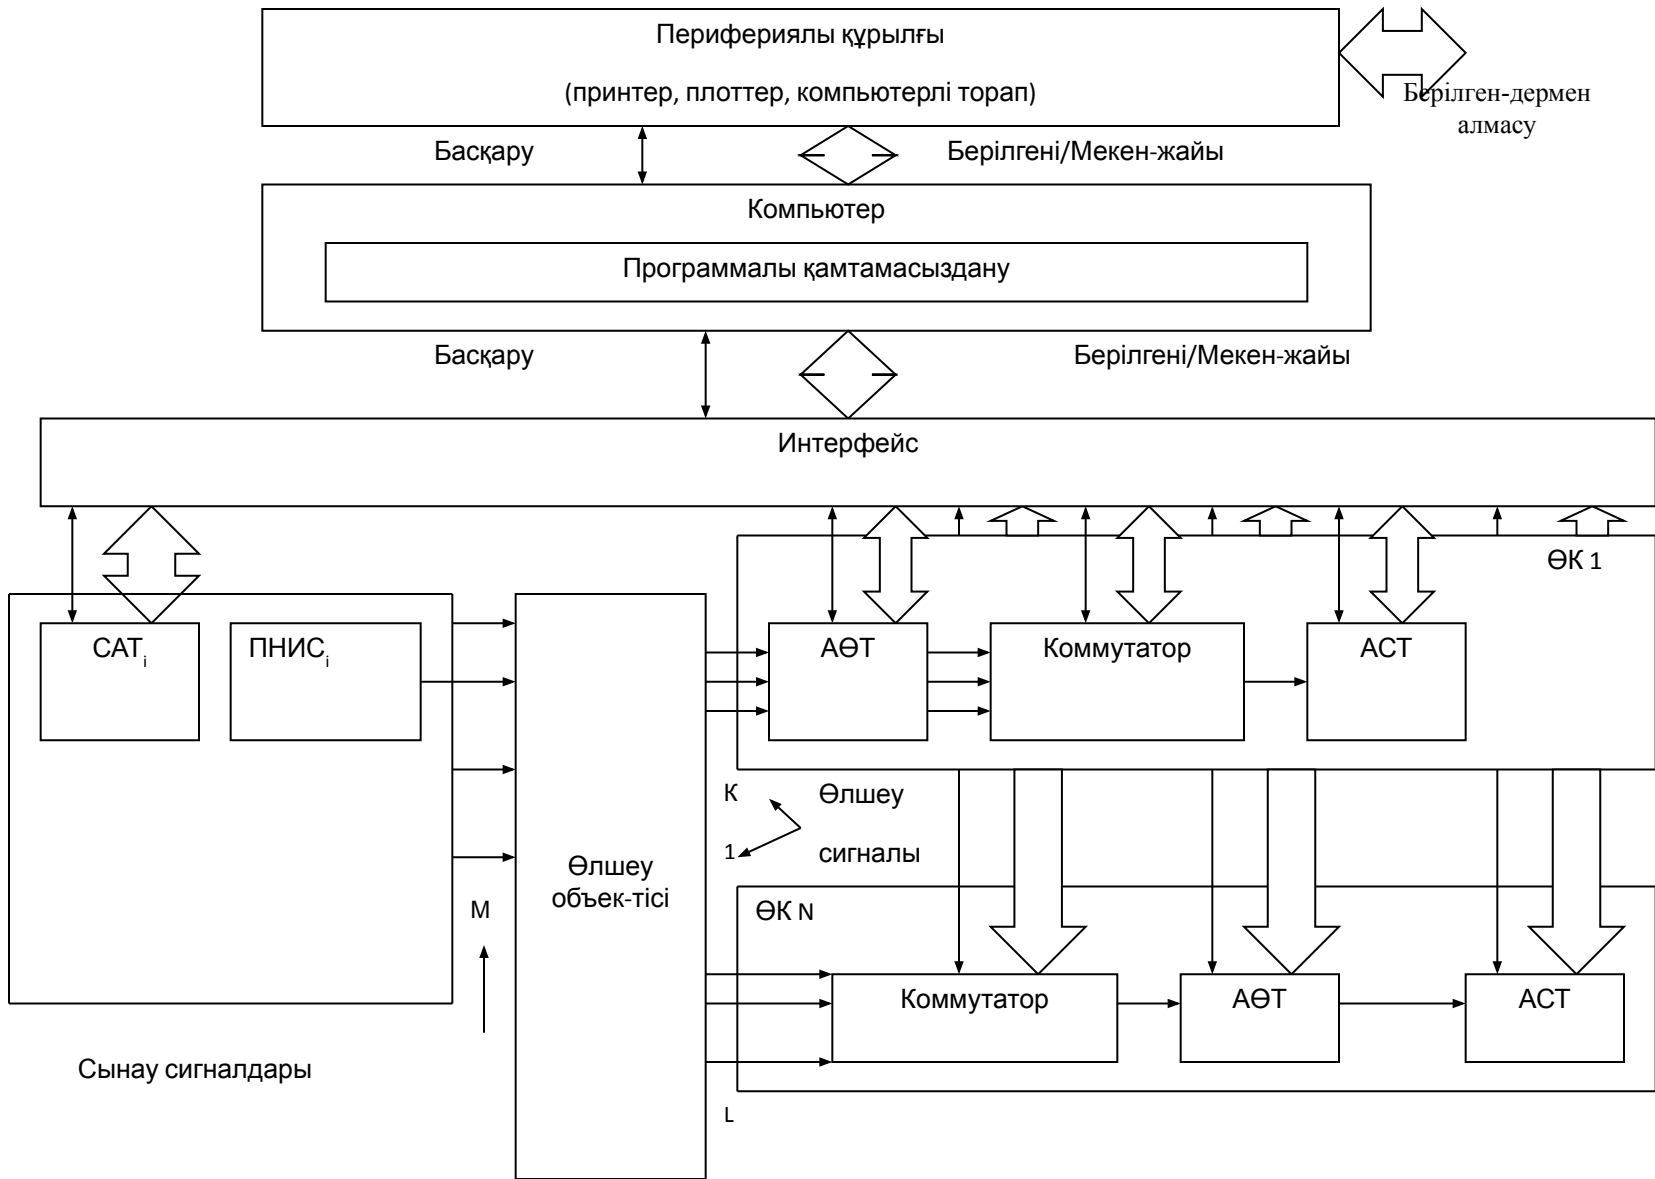 Перифериялы құрылғы
(принтер, плоттер, компьютерлі торап)
Берілген-дермен
алмасу
Басқару
Берілгені/Мекен-жайы
Компьютер
Программалы қамтамасыздану
Басқару
Берілгені/Мекен-жайы
Интерфейс
ӨК 1
САТ i
ПНИС i
АӨТ
Коммутатор
АСТ
К
Өлшеу
1
сигналы
Өлшеу
объек-тісі
М
ӨК N
Коммутатор
АӨТ
АСТ
Сынау сигналдары
L